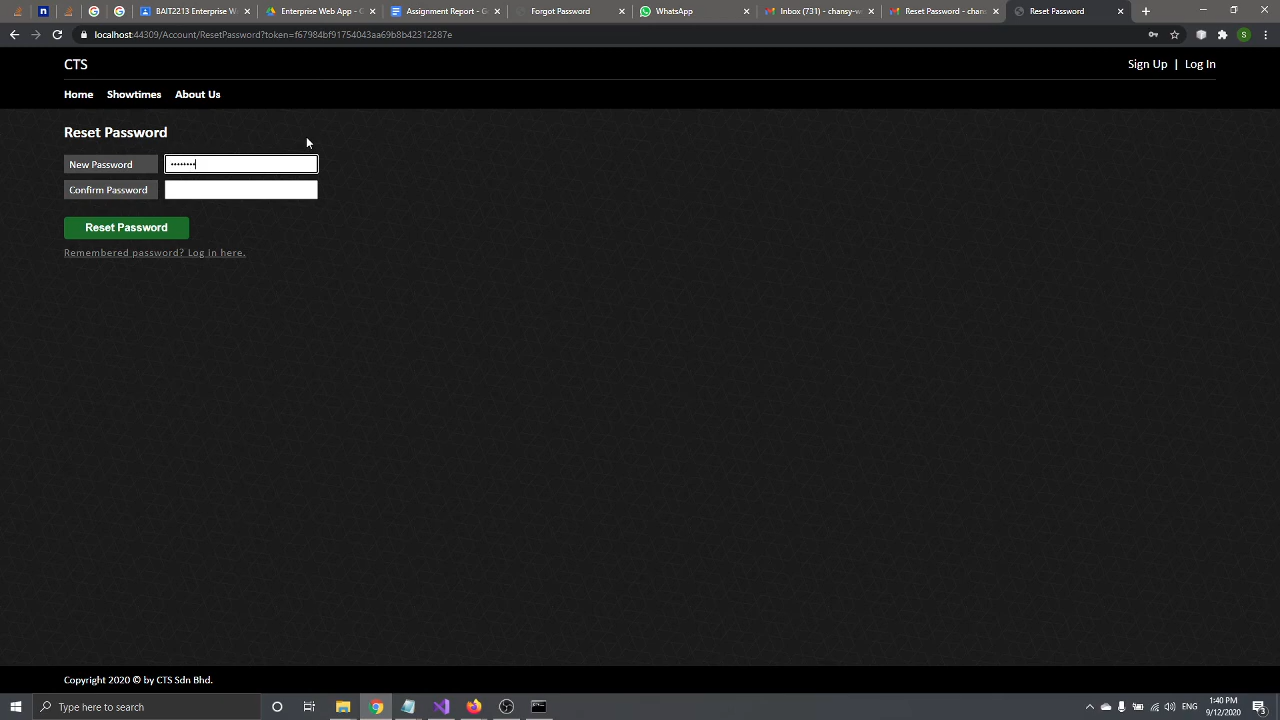 BAIT2213 Enterprise W
Enterprise Web App - G
Assignment Report - G
Forgot Password
WhatsApp
Inbox (731) - chansy-w
Reset Password - chan
Reset Password
localhost:44309/Account/ResetPassword?token=f67984bf91754043aa69b8b42312287e
S
CTS
Sign Up | Log In
Home Showtimes About Us
Reset Password
New Password ••••••••
Confirm Password
Reset Password
Remembered password? Log in here.
Copyright 2020 © by CTS Sdn Bhd.
Type here to search
ENG
1:40 PM
9/12/2020